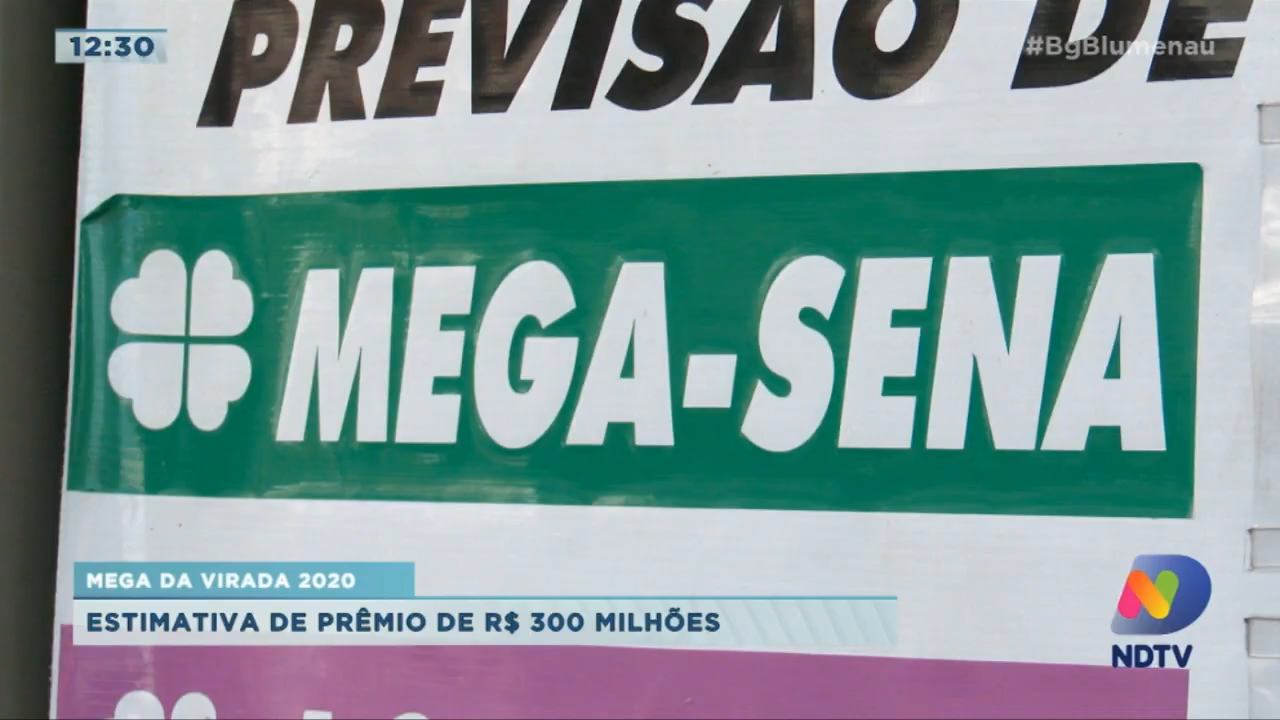 12:30
#BgBlumenau
PREVISÃO DE
MEGA-SENA
MEGA DA VIRADA 2020
ESTIMATIVA DE PRÊMIO DE R$ 300 MILHÕES
NDTV